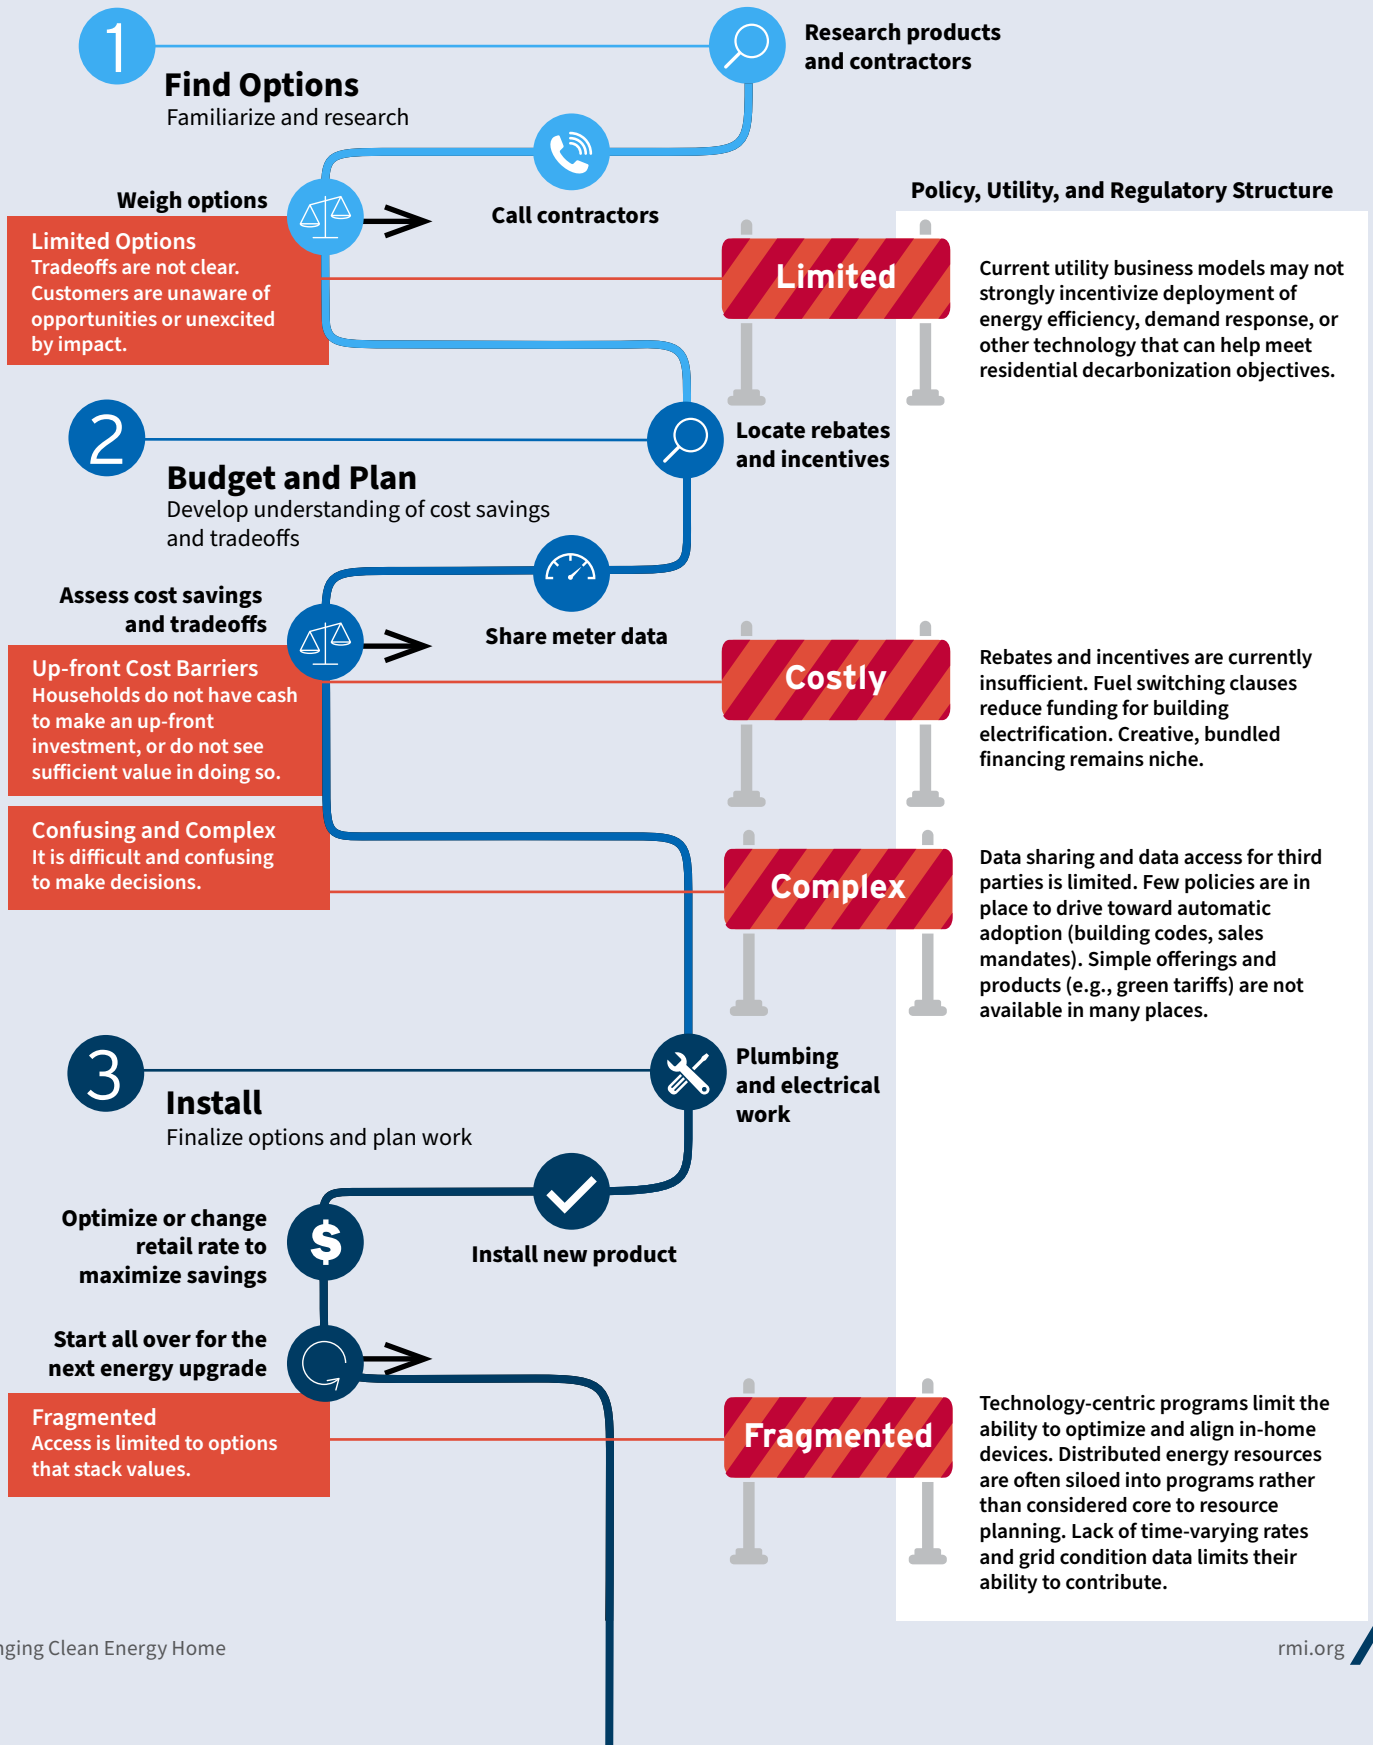 1
Research products
and contractors
Find Options
Familiarize and research
Call contractors
Weigh options
Limited Options
Tradeoffs are not clear.
Customers are unaware of
opportunities or unexcited
by impact.
Policy, Utility, and Regulatory Structure
Limited
Current utility business models may not
strongly incentivize deployment of
energy efficiency, demand response, or
other technology that can help meet
residential decarbonization objectives.
2
Locate rebates
and incentives
Budget and Plan
Develop understanding of cost savings
and tradeoffs
Share meter data
Assess cost savings
and tradeoffs
Up-front Cost Barriers
Households do not have cash
to make an up-front
investment, or do not see
sufficient value in doing so.
Costly
Rebates and incentives are currently
insufficient. Fuel switching clauses
reduce funding for building
electrification. Creative, bundled
financing remains niche.
Confusing and Complex
It is difficult and confusing
to make decisions.
Complex
Data sharing and data access for third
parties is limited. Few policies are in
place to drive toward automatic
adoption (building codes, sales
mandates). Simple offerings and
products (e.g., green tariffs) are not
available in many places.
3
Plumbing
and electrical
work
Install
Finalize options and plan work
Install new product
$
Optimize or change
retail rate to
maximize savings
Start all over for the
next energy upgrade
Fragmented
Access is limited to options
that stack values.
Fragmented
Technology-centric programs limit the
ability to optimize and align in-home
devices. Distributed energy resources
are often siloed into programs rather
than considered core to resource
planning. Lack of time-varying rates
and grid condition data limits their
ability to contribute.
nging Clean Energy Home
rmi.org